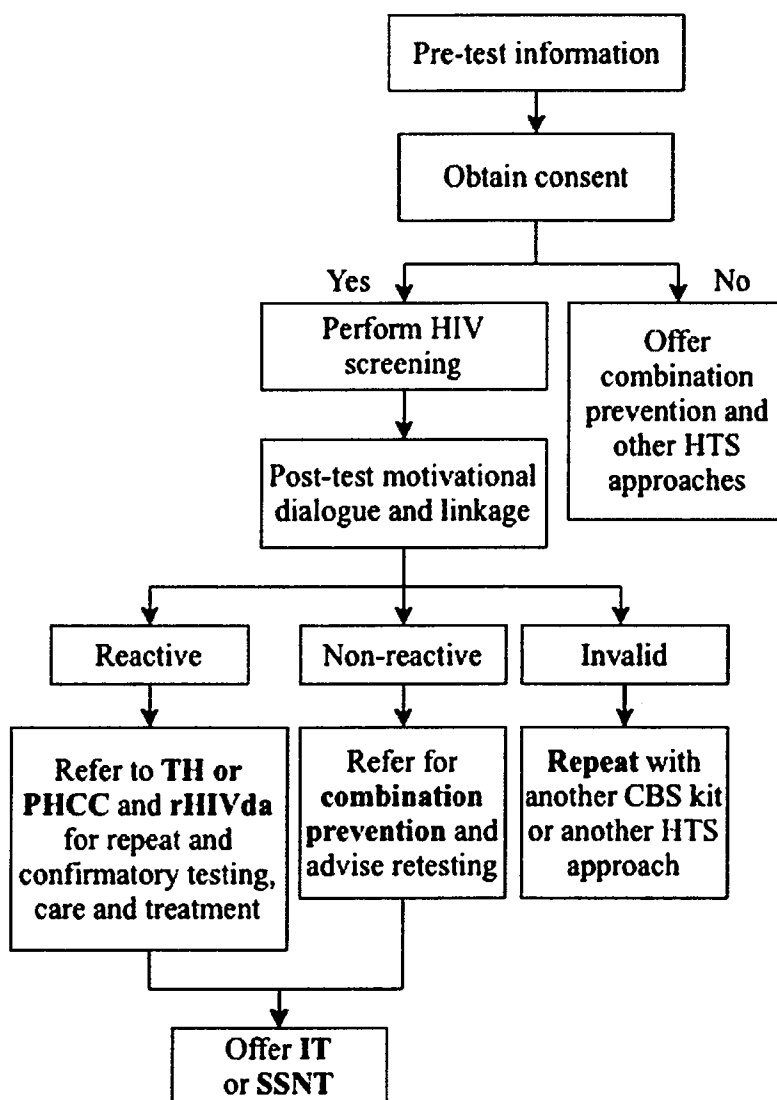 Pre-test information
Obtain consent
Yes
No
Perform HIV
screening
Offer
combination
prevention and
other HTS
approaches
Post-test motivational
dialogue and linkage
Reactive
Non-reactive
Invalid
Refer to TH or
PHCC and rHIVda
for repeat and
confirmatory testing,
care and treatment
Refer for
combination
prevention and
advise retesting
Repeat with
another CBS kit
or another HTS
approach
Offer IT
or SSNT